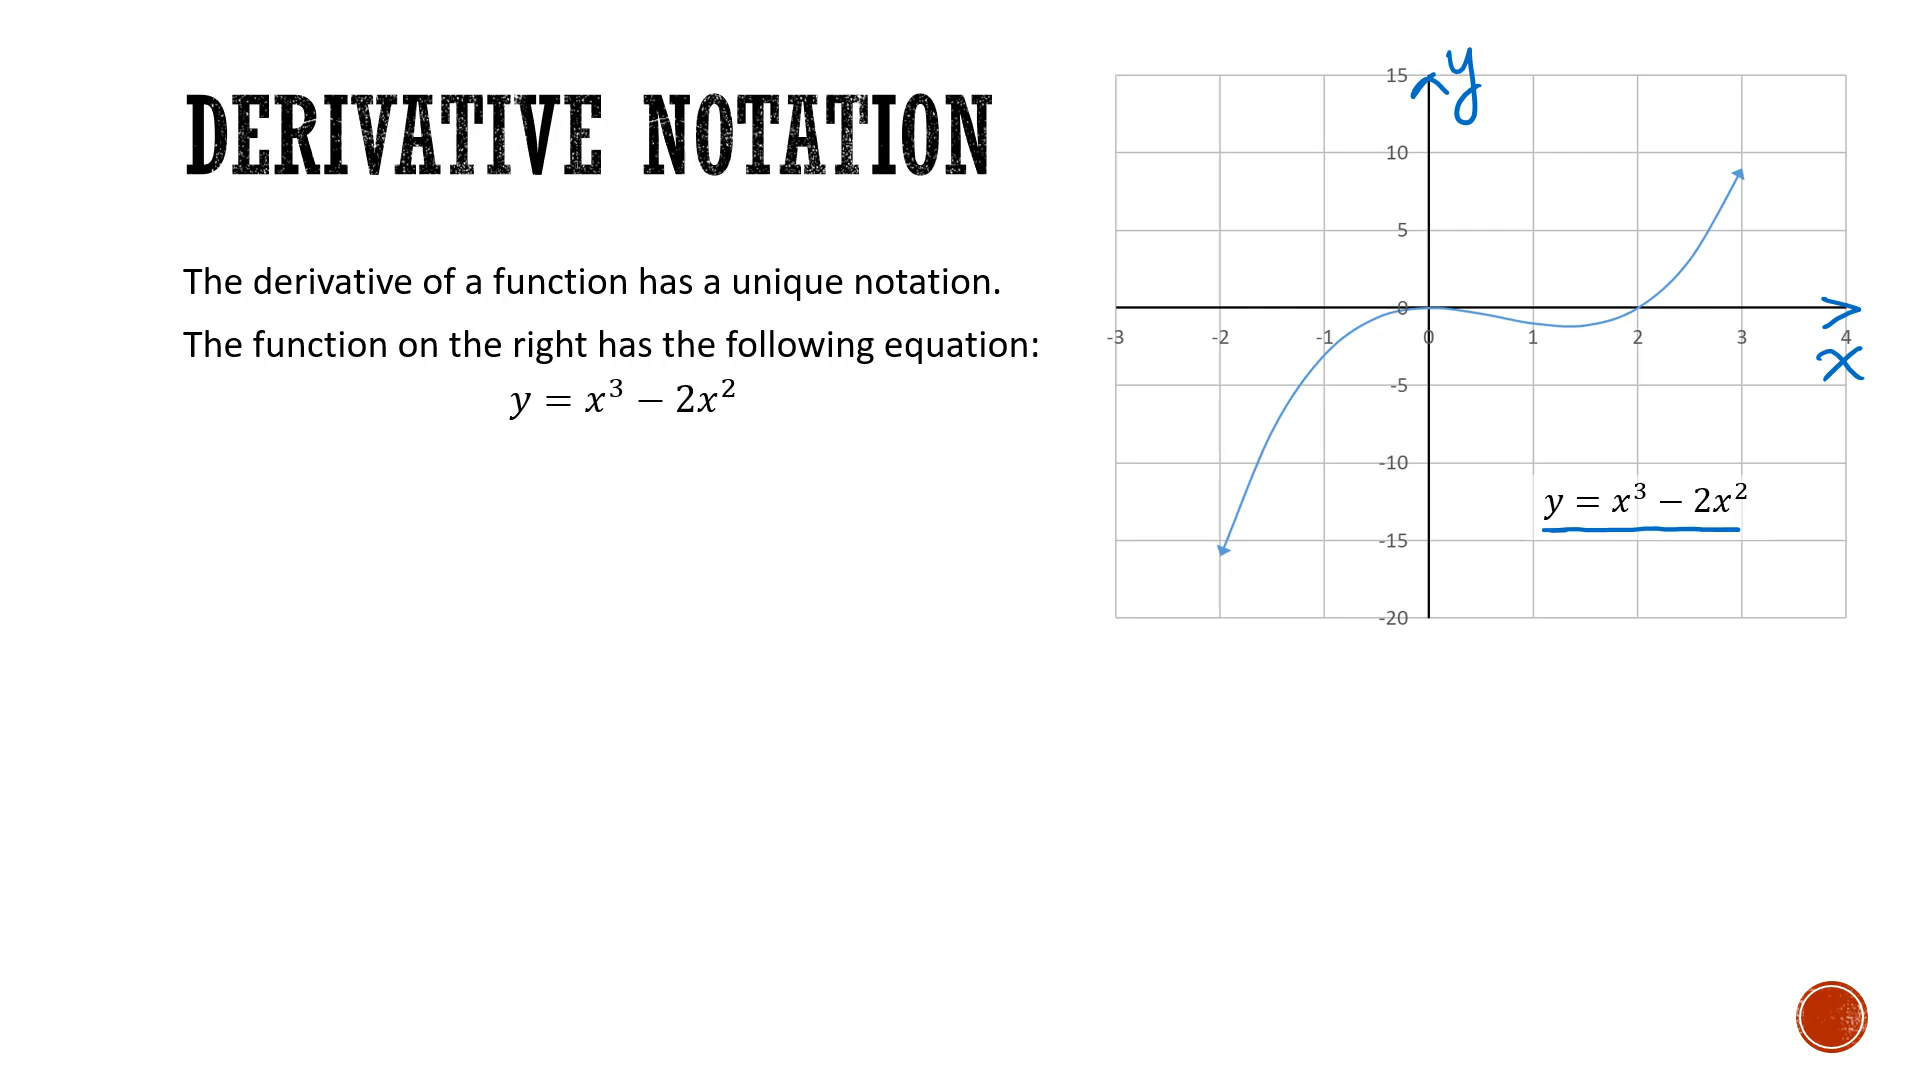 DERIVATIVE NOTATION
The derivative of a function has a unique notation.
The function on the right has the following equation:
y = x³ − 2x²
y
15
10
5
0
-3 -2 -1 0 1 2 3 4
x
-5
-10
y = x³ − 2x²
-15
-20